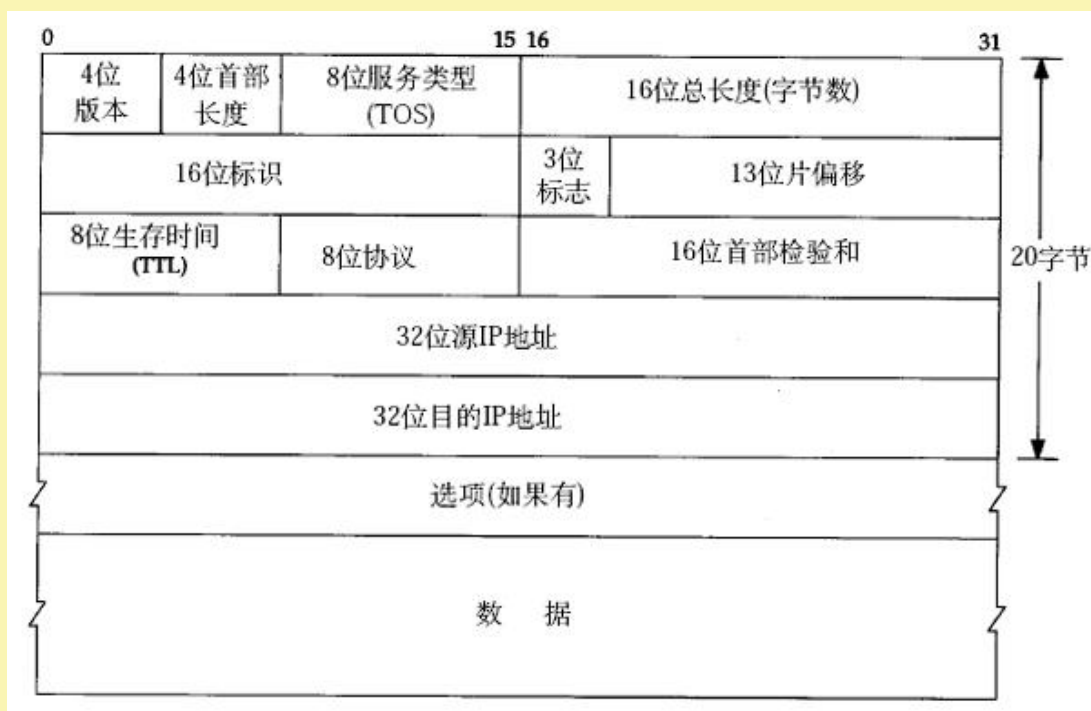 0 15 16 31
4位版本 4位首部长度 8位服务类型(TOS) 16位总长度(字节数)
16位标识 3位标志 13位片偏移
8位生存时间(TTL) 8位协议 16位首部检验和
20字节
32位源IP地址
32位目的IP地址
选项(如果有)
数 据